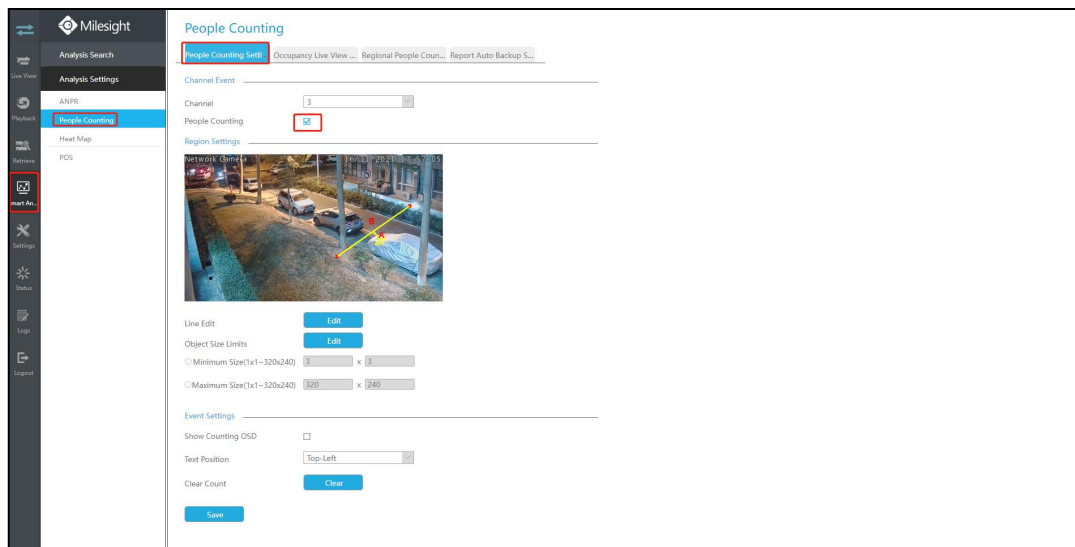 Milesight
Analysis Search
Analysis Settings
ANPR
People Counting
Heat Map
POS
Live View
Playback
Retrieve
mart An...
Settings
Status
Logs
Logout
People Counting
People Counting Setti
Occupancy Live View ...
Regional People Coun...
Report Auto Backup S...
Channel Event
Channel
3
People Counting
Region Settings
Network Camera
16/11/2021 17:57:05
B
A
Line Edit
Edit
Object Size Limits
Edit
Minimum Size(1x1~320x240)
3 x 3
Maximum Size(1x1~320x240)
320 x 240
Event Settings
Show Counting OSD
Text Position
Top-Left
Clear Count
Clear
Save